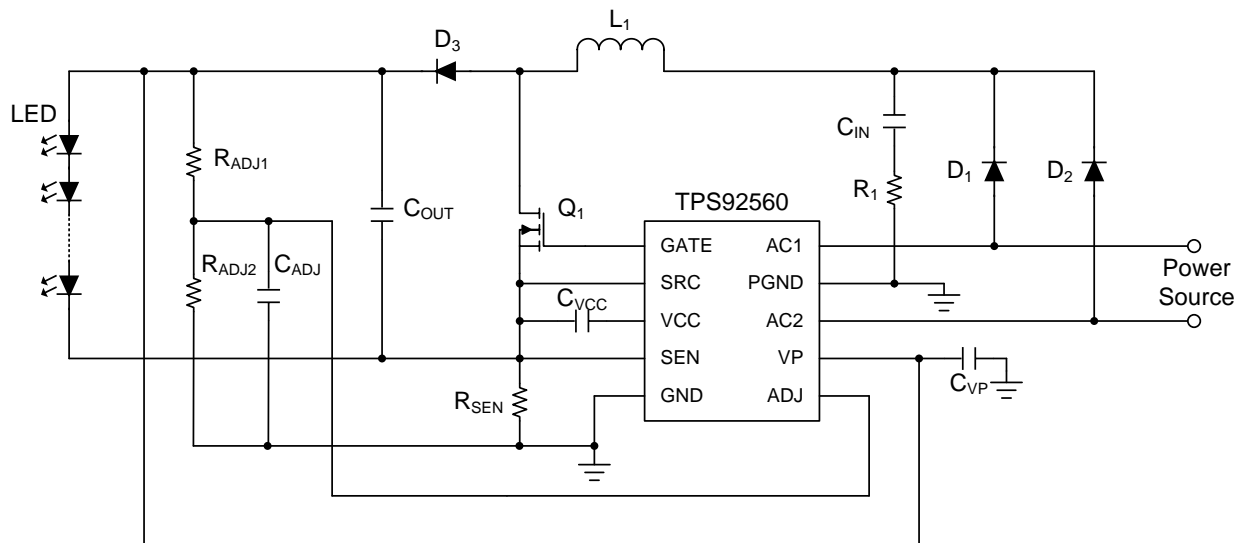 L1
D3
LED
CIN
RADJ1
D1
D2
R1
TPS92560
COUT
Q1
GATE
AC1
RADJ2
CADJ
Power
Source
SRC
PGND
CVCC
VCC
AC2
SEN
VP
CVP
RSEN
GND
ADJ